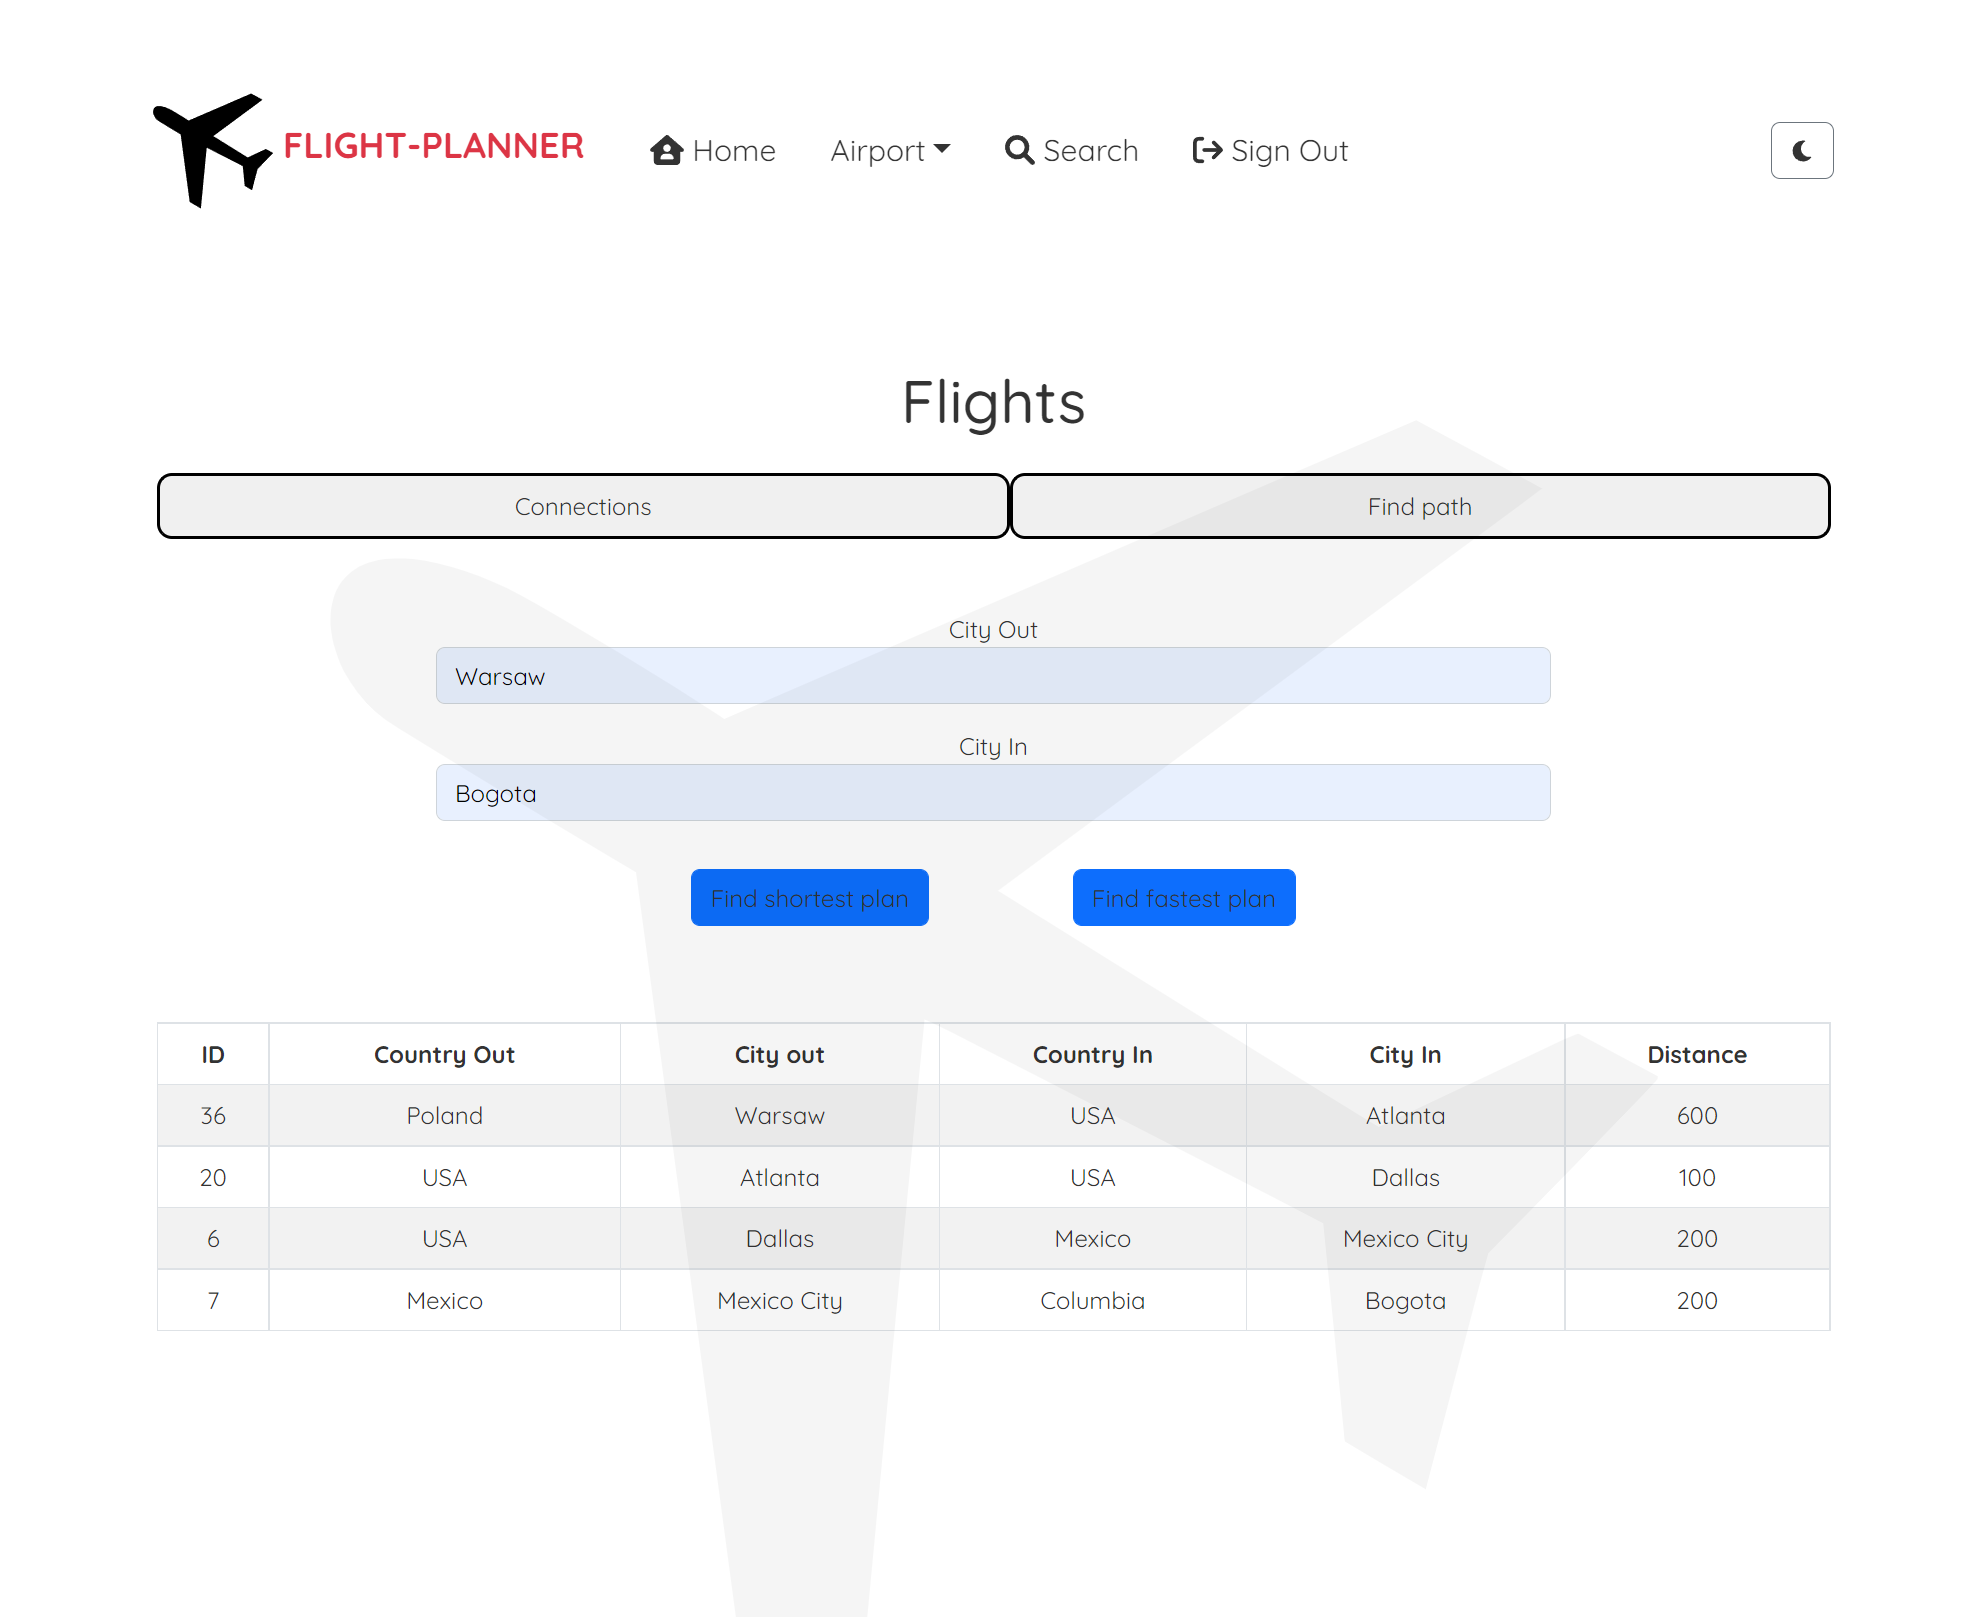 FLIGHT-PLANNER Home Airport Search Sign Out
Flights
Connections Find path
City Out
Warsaw
City In
Bogota
Find shortest plan Find fastest plan
ID Country Out City out Country In City In Distance
36 Poland Warsaw USA Atlanta 600
20 USA Atlanta USA Dallas 100
6 USA Dallas Mexico Mexico City 200
7 Mexico Mexico City Columbia Bogota 200